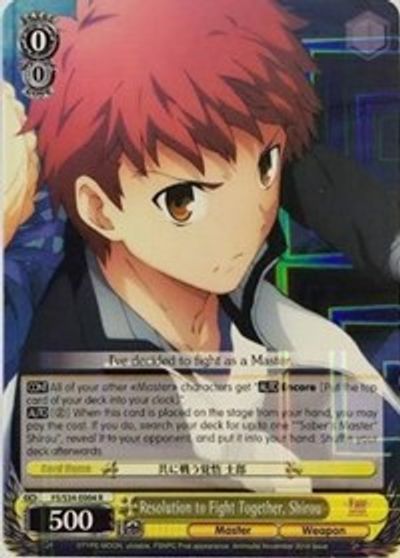 0
0
I've decided to fight as a Master.
CONT All of your other «Master» characters get "AUTO Encore [Put the top
card of your deck into your clock]"
AUTO (②) When this card is placed on the stage from your hand, you may
pay the cost. If you do, search your deck for up to one ""Saber's Master"
Shirou", reveal it to your opponent, and put it into your hand. Shuffle your
deck.
Card Name 共に戦う覚悟 士郎
FS/S34-E004 R
500
Resolution to Fight Together, Shirou
Master Weapon
©TYPE-MOON